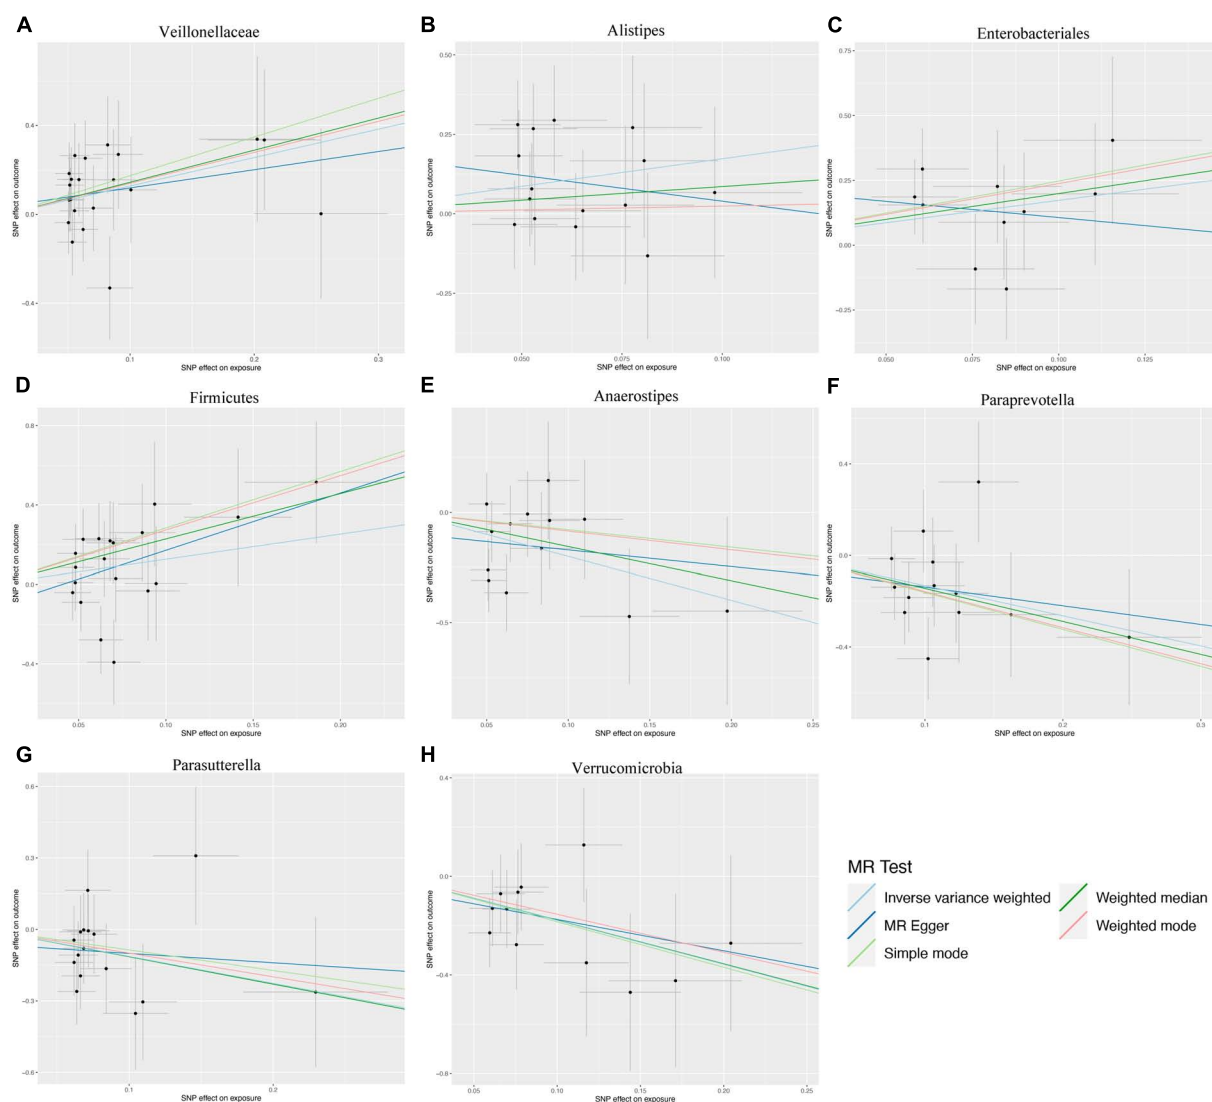 A
Veillonellaceae
SNP effect on outcome
0.4
0.0
−0.4
0.1 0.2 0.3
SNP effect on exposure
B
Alistipes
SNP effect on outcome
0.50
0.25
0.00
−0.25
0.050 0.075 0.100
SNP effect on exposure
C
Enterobacteriales
SNP effect on outcome
0.75
0.50
0.25
0.00
−0.25
0.050 0.075 0.100 0.125
SNP effect on exposure
D
Firmicutes
SNP effect on outcome
0.8
0.4
0.0
−0.4
0.05 0.10 0.15 0.20
SNP effect on exposure
E
Anaerostipes
SNP effect on outcome
0.0
−0.5
0.05 0.10 0.15 0.20 0.25
SNP effect on exposure
F
Paraprevotella
SNP effect on outcome
0.4
0.0
−0.4
0.1 0.2 0.3
SNP effect on exposure
G
Parasutterella
SNP effect on outcome
0.6
0.3
0.0
−0.3
−0.6
0.1 0.2
SNP effect on exposure
H
Verrucomicrobia
SNP effect on outcome
0.4
0.0
−0.4
−0.8
0.05 0.10 0.15 0.20 0.25
SNP effect on exposure
MR Test
Inverse variance weighted
MR Egger
Simple mode
Weighted median
Weighted mode